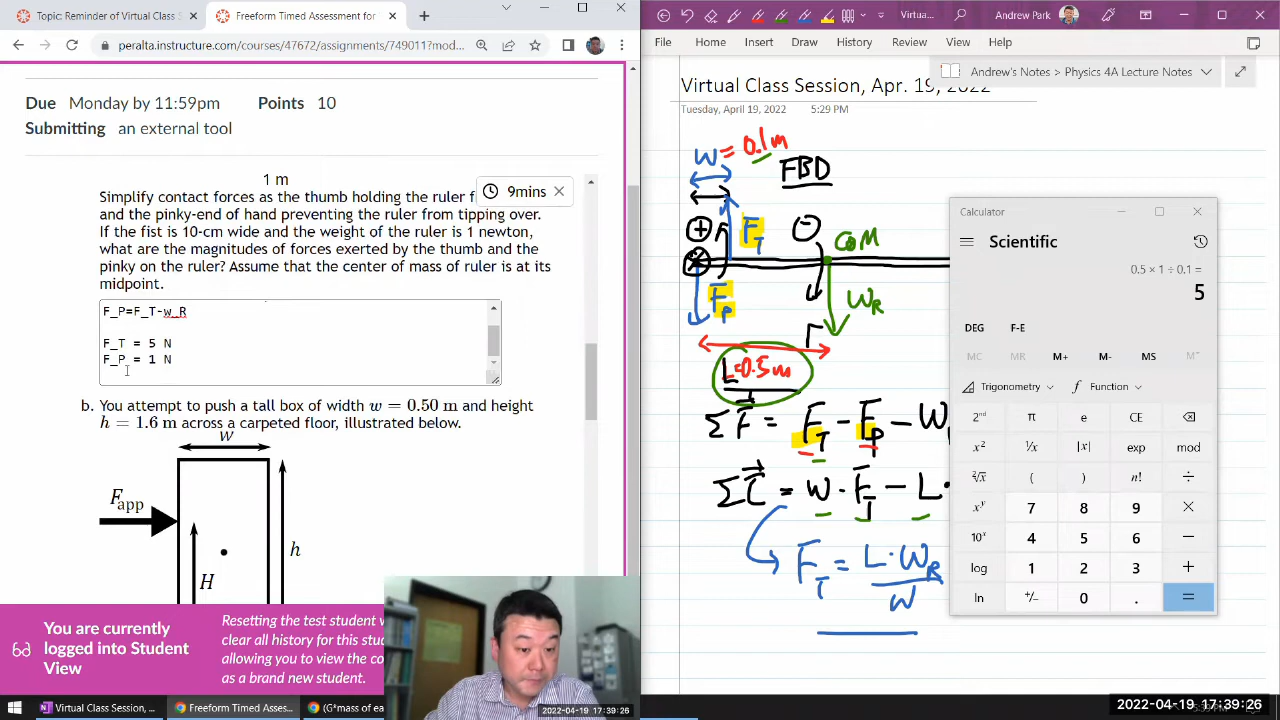 Topic Reminders for Week
Freeform Timed Assessment for
peralta.instructure.com/courses/47672/assignments/749011?mod...
Due Monday by 11:59pm Points 10
Submitting an external tool
1 m
9mins
Simplify contact forces as the thumb holding the ruler f
and the pinky-end of hand preventing the ruler from tipping over.
If the fist is 10-cm wide and the weight of the ruler is 1 newton,
what are the magnitudes of forces exerted by the thumb and the
pinky on the ruler? Assume that the center of mass of ruler is at its
midpoint.
F_P=F_T-w_R
F_T = 5 N
F_P = 1 N
b. You attempt to push a tall box of width w = 0.50 m and height
h = 1.6 m across a carpeted floor, illustrated below.
w
F app
h
H
You are currently
logged into Student
View
Resetting the test student w
clear all history for this stud
allowing you to view the co
as a brand new student.
2022-04-19 17:39:26
Virtual Class Session, ...
Freeform Timed Asses...
(G*mass of ea
Virtua...
Andrew Park
File Home Insert Draw History Review View Help
Andrew's Notes > Physics 4A Lecture Notes
Virtual Class Session, Apr. 19, 2022
Tuesday, April 19, 2022 5:29 PM
W = 0.1m
FBD
+
F_T
−
COM
F_P
W_R
L=0.5m
ΣF = F_T − F_P − W
Στ = W · F_T − L ·
F_T = L · W_R / W
Calculator
Scientific
0.5 × 1 ÷ 0.1 =
5
DEG F-E
MC MR M+ M- MS M
Trigonometry Function
2nd π e CE
x² ¹/x |x| exp mod
²√x ( ) n! ÷
xʸ 7 8 9 ×
10ˣ 4 5 6 −
log 1 2 3 +
ln +/− 0 . =
2022-04-19 17:39:26